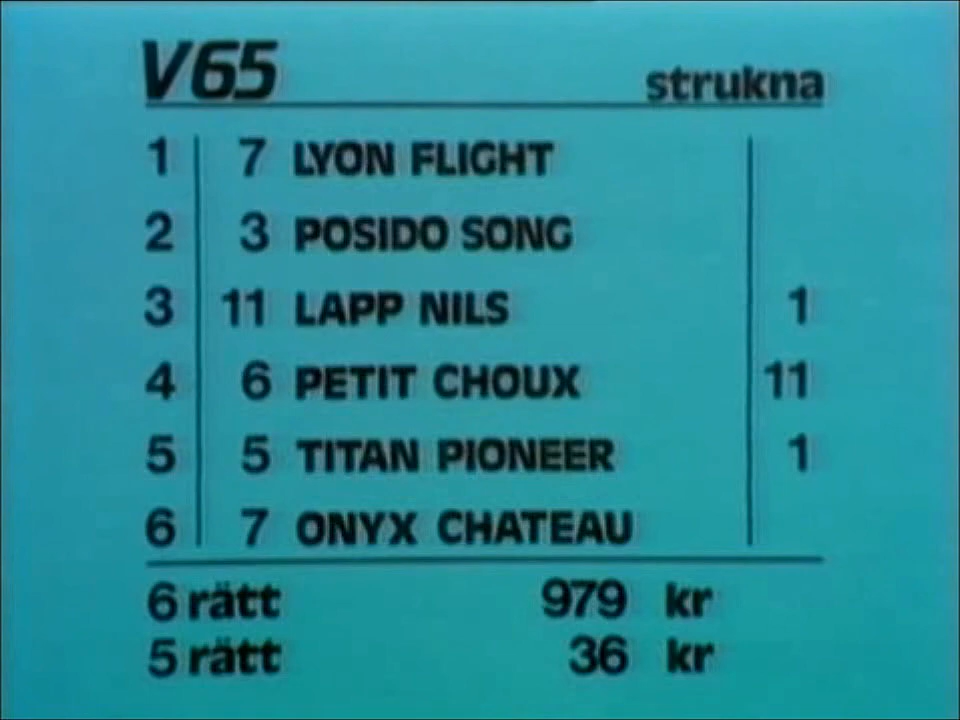 V65 strukna
1 7 LYON FLIGHT
2 3 POSIDO SONG
3 11 LAPP NILS 1
4 6 PETIT CHOUX 11
5 5 TITAN PIONEER 1
6 7 ONYX CHATEAU
6 rätt 979 kr
5 rätt 36 kr